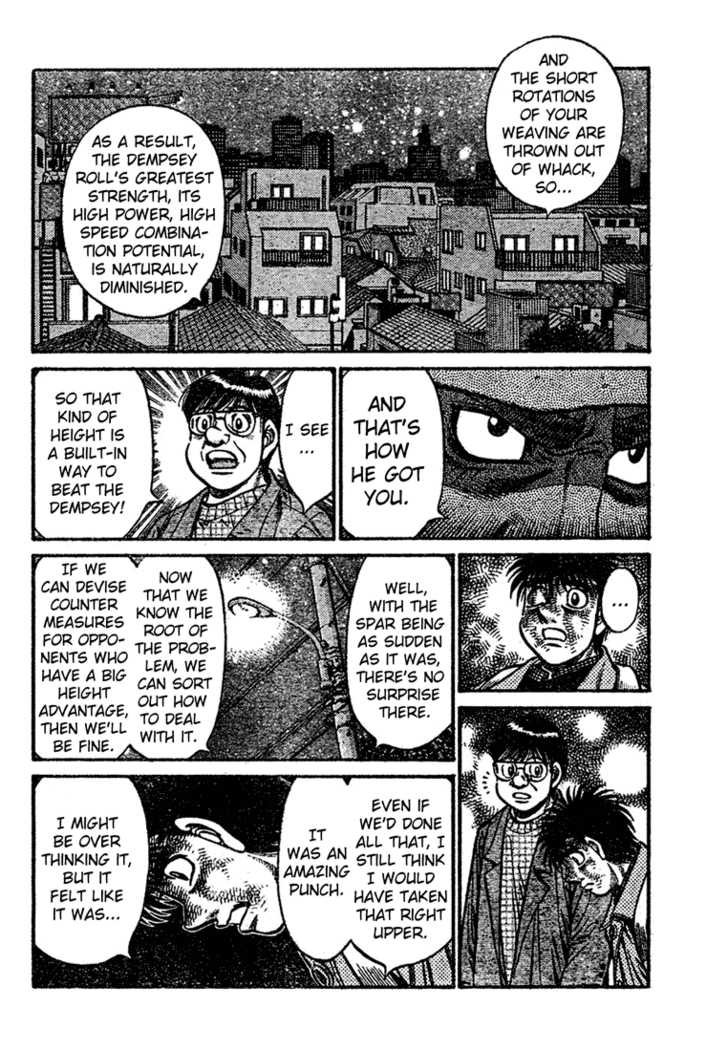 AND
THE SHORT
ROTATIONS
OF YOUR
WEAVING ARE
THROWN OUT
OF WHACK,
SO...
AS A RESULT,
THE DEMPSEY
ROLL'S GREATEST
STRENGTH, ITS
HIGH POWER, HIGH
SPEED COMBINA-
TION POTENTIAL,
IS NATURALLY
DIMINISHED.
AND
THAT'S
HOW
HE GOT
YOU.
I SEE
...
SO THAT
KIND OF
HEIGHT IS
A BUILT-IN
WAY TO
BEAT THE
DEMPSEY!
...
WELL,
WITH THE
SPAR BEING
AS SUDDEN
AS IT WAS,
THERE'S NO
SURPRISE
THERE.
NOW
THAT WE
KNOW THE
ROOT OF
THE PROB-
LEM, WE
CAN SORT
OUT HOW
TO DEAL
WITH IT.
IF WE
CAN DEVISE
COUNTER
MEASURES
FOR OPPO-
NENTS WHO
HAVE A BIG
HEIGHT
ADVANTAGE,
THEN WE'LL
BE FINE.
EVEN IF
WE'D DONE
ALL THAT, I
STILL THINK
I WOULD
HAVE TAKEN
THAT RIGHT
UPPER.
IT
WAS AN
AMAZING
PUNCH.
I MIGHT
BE OVER
THINKING IT,
BUT IT
FELT LIKE
IT WAS...